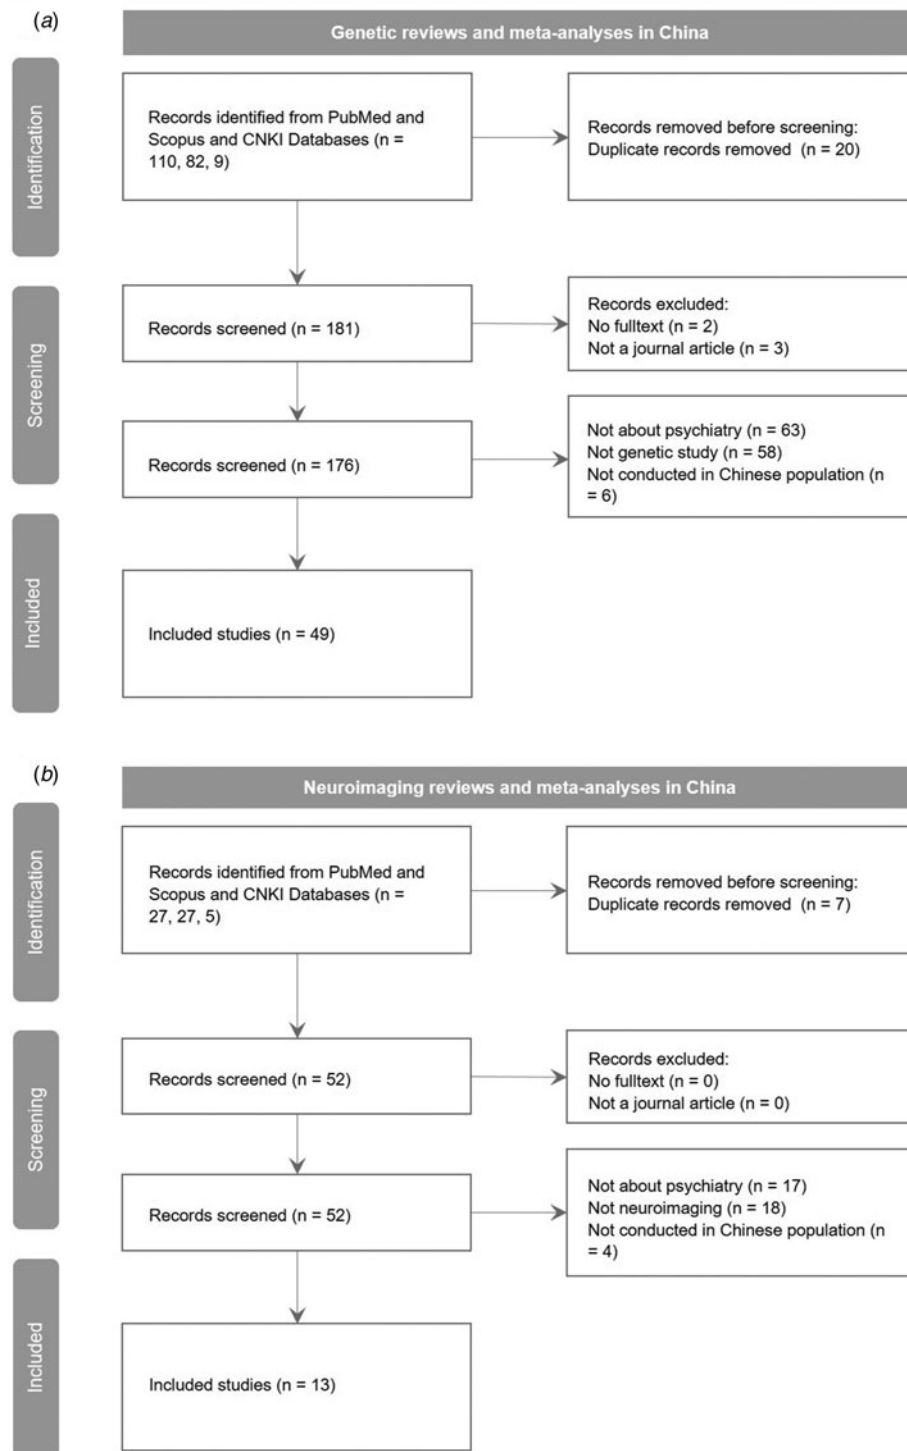 (a)
Genetic reviews and meta-analyses in China
Identification
Records identified from PubMed and
Scopus and CNKI Databases (n =
110, 82, 9)
Records removed before screening:
Duplicate records removed (n = 20)
Screening
Records screened (n = 181)
Records excluded:
No fulltext (n = 2)
Not a journal article (n = 3)
Records screened (n = 176)
Not about psychiatry (n = 63)
Not genetic study (n = 58)
Not conducted in Chinese population (n
= 6)
Included
Included studies (n = 49)
(b)
Neuroimaging reviews and meta-analyses in China
Identification
Records identified from PubMed and
Scopus and CNKI Databases (n =
27, 27, 5)
Records removed before screening:
Duplicate records removed (n = 7)
Screening
Records screened (n = 52)
Records excluded:
No fulltext (n = 0)
Not a journal article (n = 0)
Records screened (n = 52)
Not about psychiatry (n = 17)
Not neuroimaging (n = 18)
Not conducted in Chinese population (n
= 4)
Included
Included studies (n = 13)